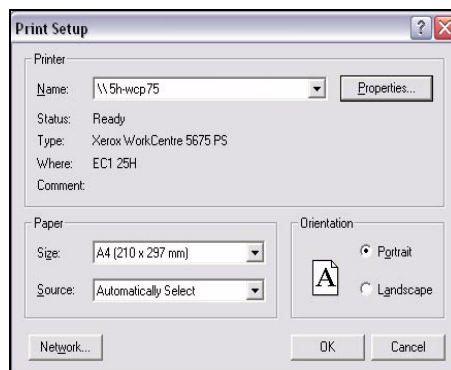 Print Setup
Printer
Name: \\5h-wcp75 Properties...
Status: Ready
Type: Xerox WorkCentre 5675 PS
Where: EC1 25H
Comment:
Paper
Size: A4 (210 x 297 mm)
Source: Automatically Select
Orientation
A
Portrait
Landscape
Network... OK Cancel